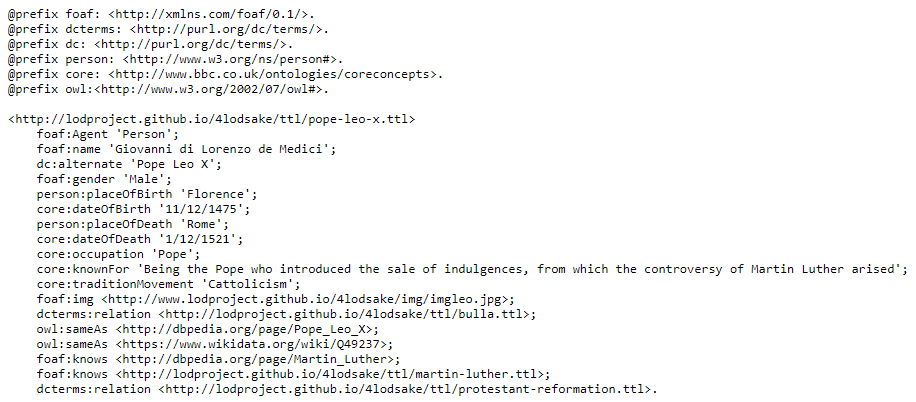 @prefix foaf: <http://xmlns.com/foaf/0.1/>.
@prefix dcterms: <http://purl.org/dc/terms/>.
@prefix dc: <http://purl.org/dc/terms/>.
@prefix person: <http://www.w3.org/ns/person#>.
@prefix core: <http://www.bbc.co.uk/ontologies/coreconcepts>.
@prefix owl:<http://www.w3.org/2002/07/owl#>.

<http://lodproject.github.io/4lodsake/ttl/pope-leo-x.ttl>
    foaf:Agent 'Person';
    foaf:name 'Giovanni di Lorenzo de Medici';
    dc:alternate 'Pope Leo X';
    foaf:gender 'Male';
    person:placeOfBirth 'Florence';
    core:dateOfBirth '11/12/1475';
    person:placeOfDeath 'Rome';
    core:dateOfDeath '1/12/1521';
    core:occupation 'Pope';
    core:knownFor 'Being the Pope who introduced the sale of indulgences, from which the controversy of Martin Luther arised';
    core:traditionMovement 'Cattolicism';
    foaf:img <http://www.lodproject.github.io/4lodsake/img/imgleo.jpg>;
    dcterms:relation <http://lodproject.github.io/4lodsake/ttl/bulla.ttl>;
    owl:sameAs <http://dbpedia.org/page/Pope_Leo_X>;
    owl:sameAs <https://www.wikidata.org/wiki/Q49237>;
    foaf:knows <http://dbpedia.org/page/Martin_Luther>;
    foaf:knows <http://lodproject.github.io/4lodsake/ttl/martin-luther.ttl>;
    dcterms:relation <http://lodproject.github.io/4lodsake/ttl/protestant-reformation.ttl>.